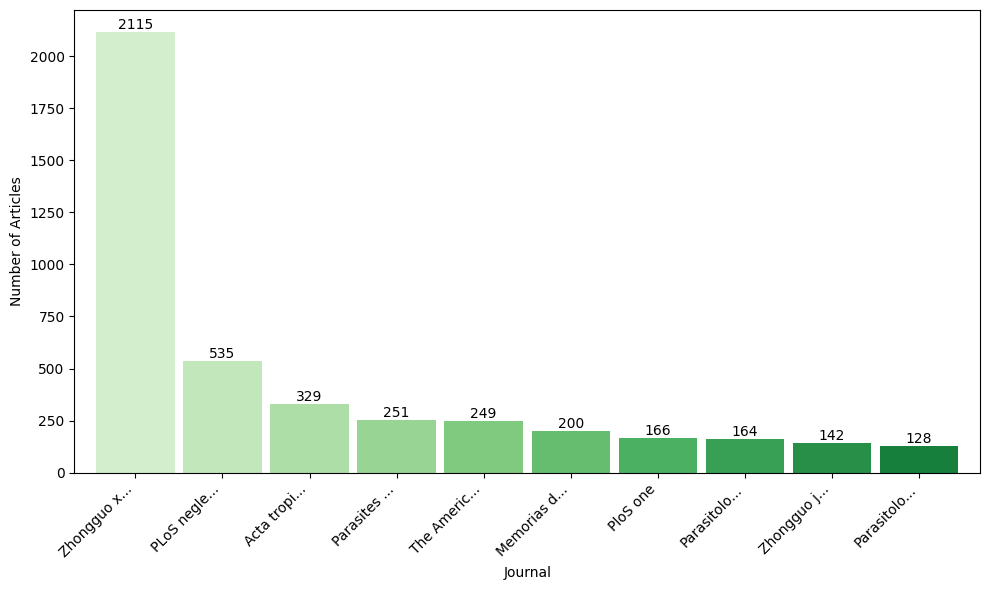 2115
2000
1750
1500
1250
1000
750
500
250
0
Number of Articles
535
329
251
249
200
166
164
142
128
Zhongguo x...
PLoS negle...
Acta tropi...
Parasites ...
The Americ...
Memorias d...
PloS one
Parasitolo...
Zhongguo j...
Parasitolo...
Journal